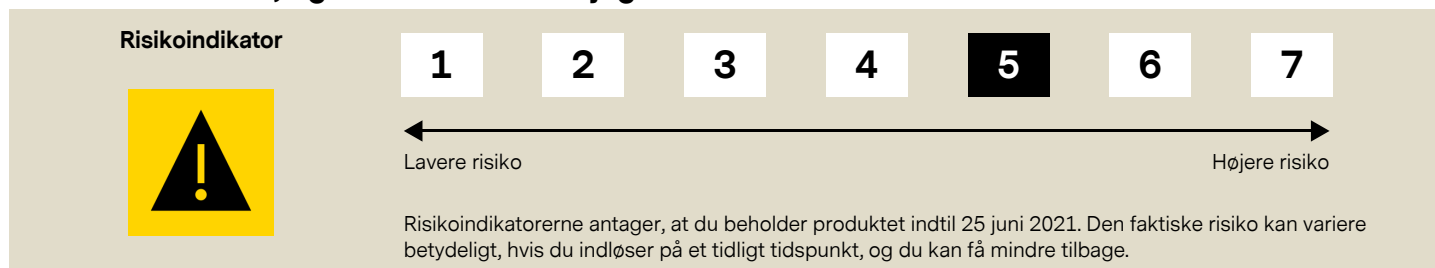 Risikoindikator
1 2 3 4 5 6 7
Lavere risiko Højere risiko
Risikoindikatorerne antager, at du beholder produktet indtil 25 juni 2021. Den faktiske risiko kan variere
betydeligt, hvis du indløser på et tidligt tidspunkt, og du kan få mindre tilbage.